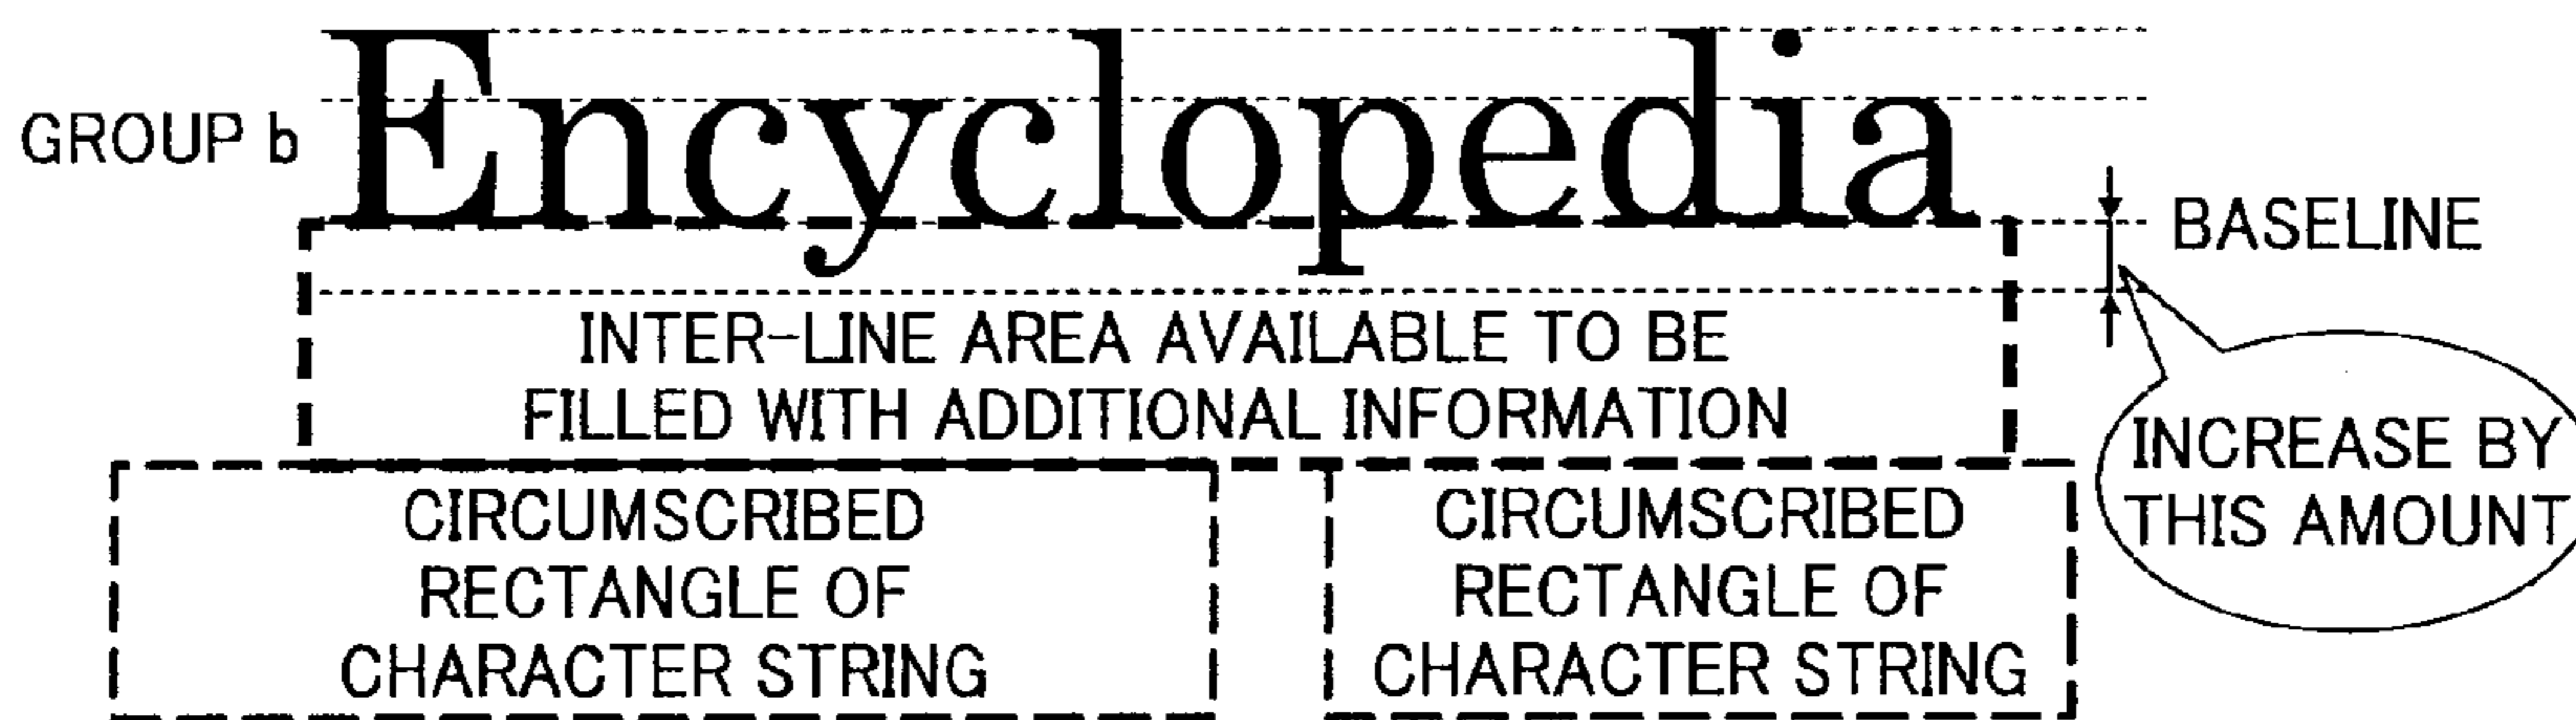 GROUP b Encyclopedia
BASELINE
INTER-LINE AREA AVAILABLE TO BE
FILLED WITH ADDITIONAL INFORMATION
INCREASE BY
THIS AMOUNT
CIRCUMSCRIBED
RECTANGLE OF
CHARACTER STRING
CIRCUMSCRIBED
RECTANGLE OF
CHARACTER STRING